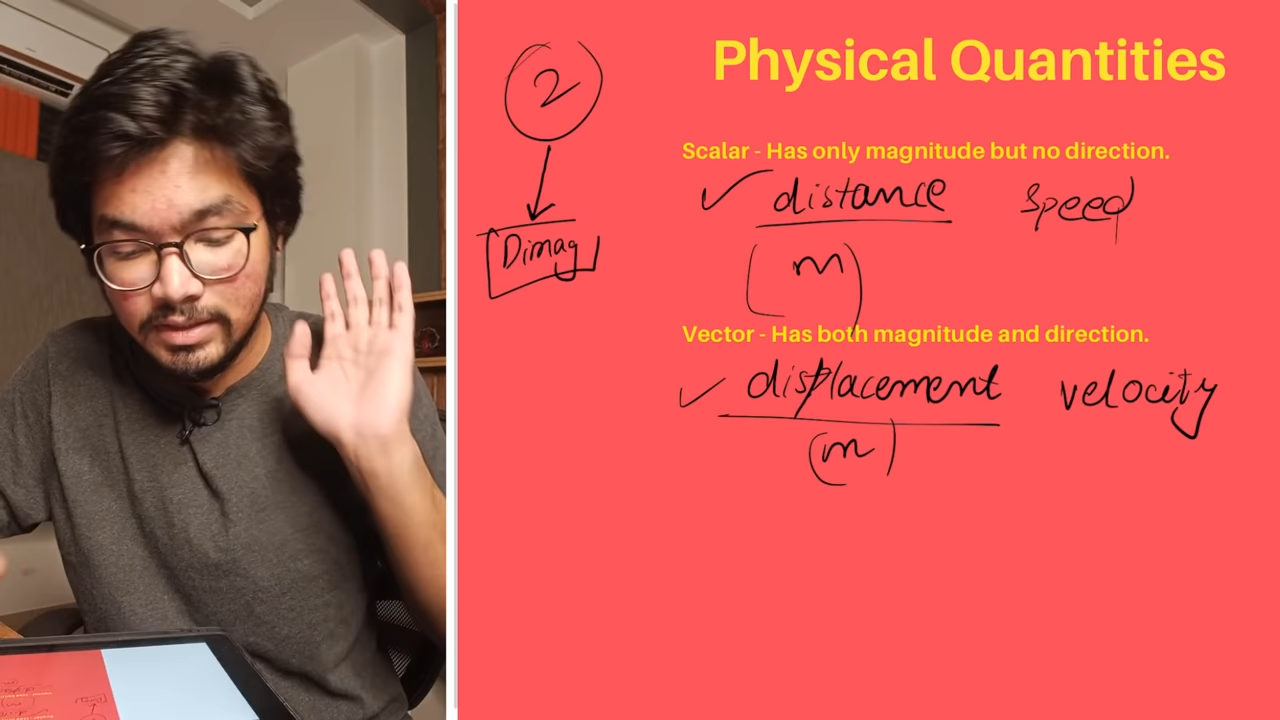 Physical Quantities
2
Dimag
Scalar - Has only magnitude but no direction.
distance speed
(m)
Vector - Has both magnitude and direction.
displacement velocity
(m)